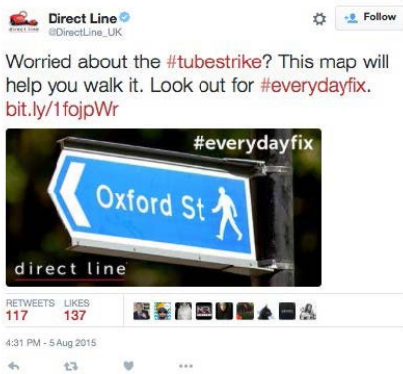 Direct Line
@DirectLine_UK
Follow
Worried about the #tubestrike? This map will
help you walk it. Look out for #everydayfix.
bit.ly/1fojpWr
#everydayfix
Oxford St
direct line
RETWEETS LIKES
117 137
4:31 PM - 5 Aug 2015